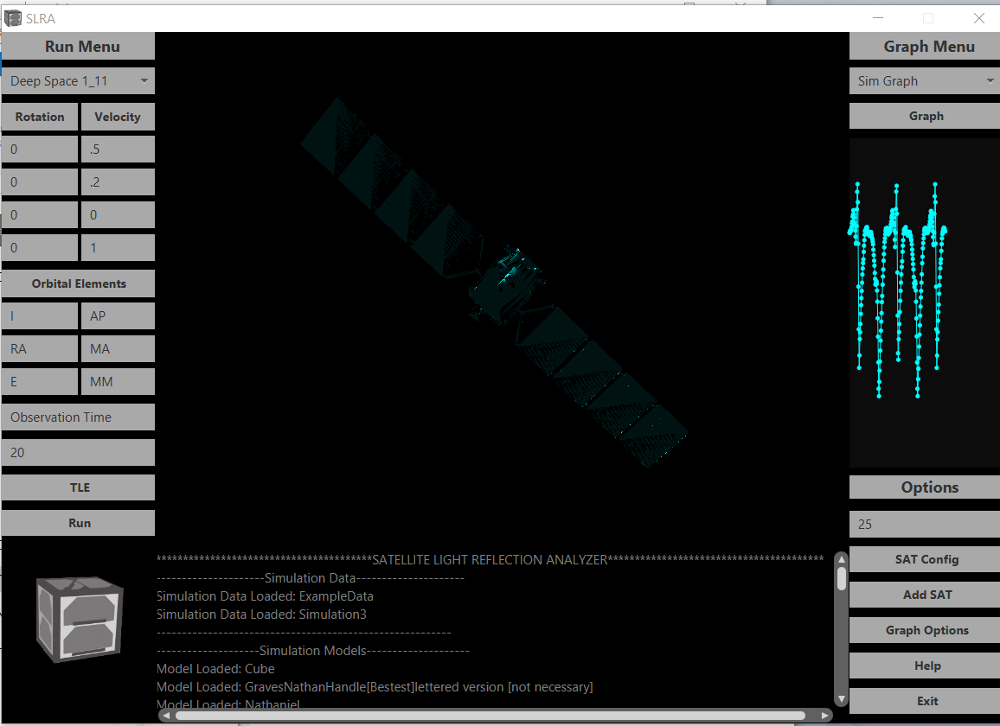 SLRA
Run Menu
Deep Space 1_11
Rotation Velocity
0 .5
0 .2
0 0
0 1
Orbital Elements
I AP
RA MA
E MM
Observation Time
20
TLE
Run
*****************************************SATELLITE LIGHT REFLECTION ANALYZER*****************************************
---------------------Simulation Data---------------------
Simulation Data Loaded: ExampleData
Simulation Data Loaded: Simulation3
---------------------------------------------------------
--------------------Simulation Models--------------------
Model Loaded: Cube
Model Loaded: GravesNathanHandle[Bestest]lettered version [not necessary]
Model Loaded: Nathaniel
Graph Menu
Sim Graph
Graph
Options
25
SAT Config
Add SAT
Graph Options
Help
Exit